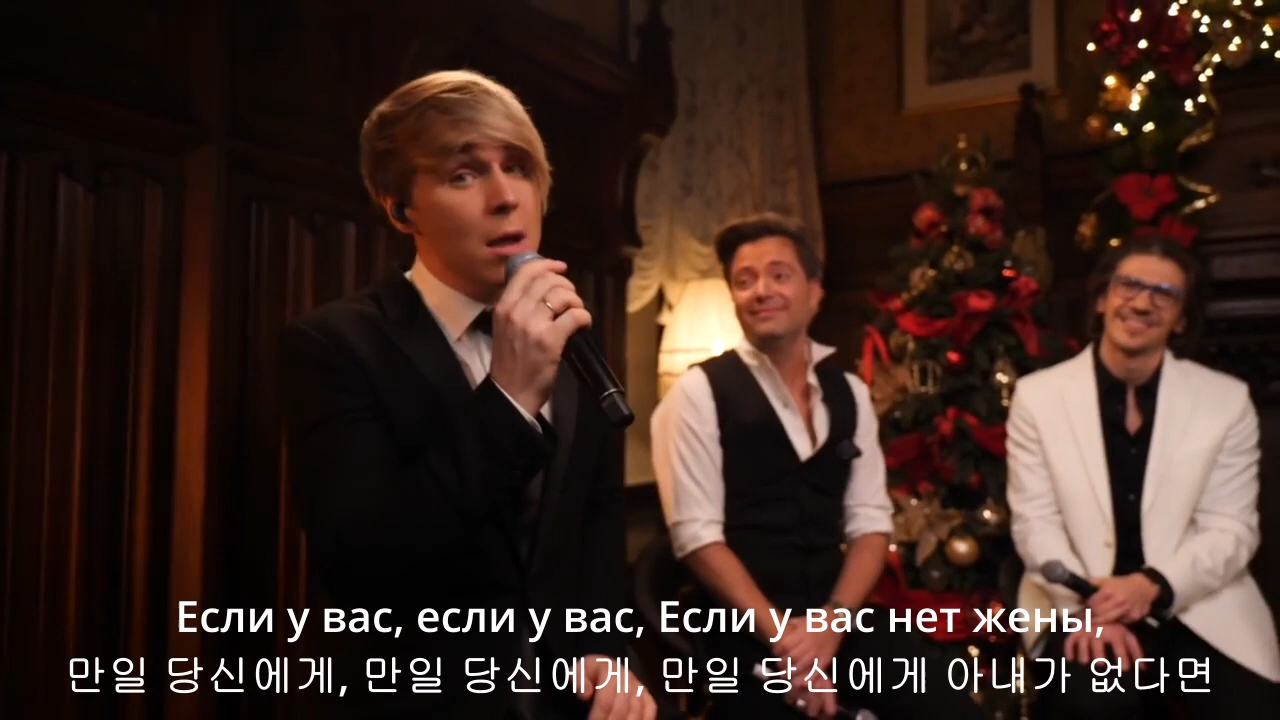 Если у вас, если у вас, Если у вас нет жены,
만일 당신에게, 만일 당신에게, 만일 당신에게 아내가 없다면